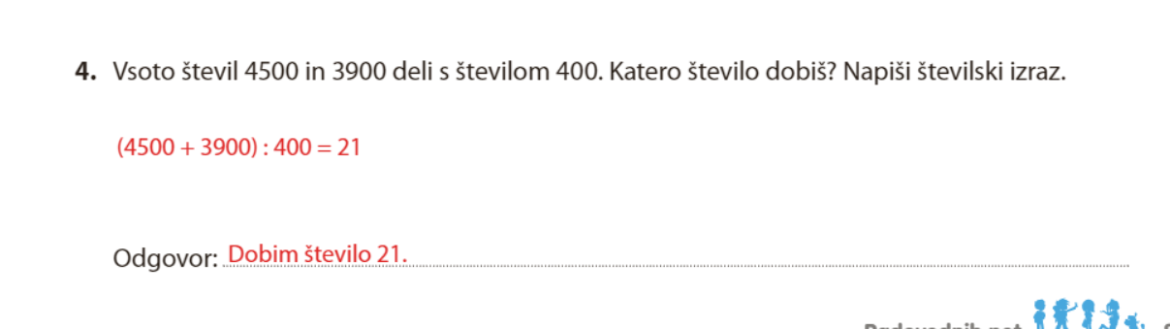 4. Vsoto števil 4500 in 3900 deli s številom 400. Katero število dobiš? Napiši številski izraz.
(4500 + 3900) : 400 = 21
Odgovor: Dobim število 21.